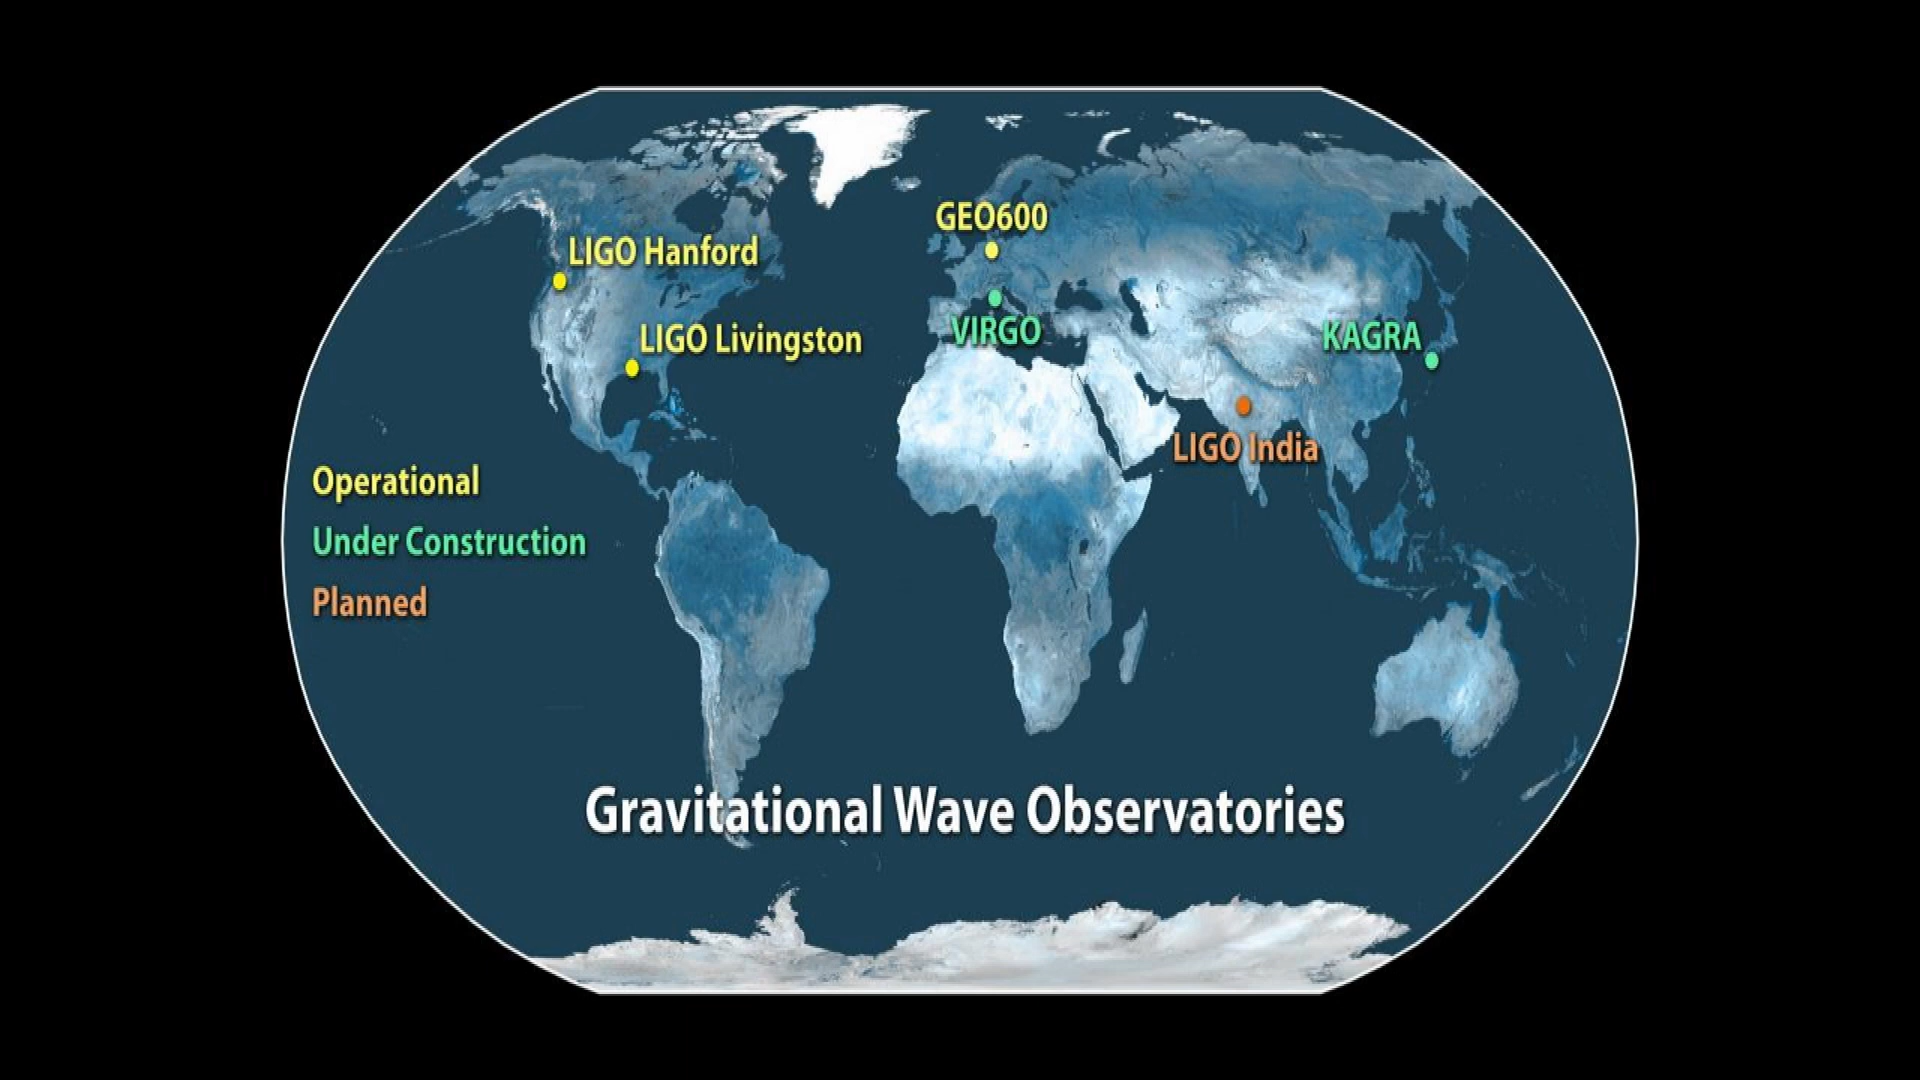 GEO600
LIGO Hanford
VIRGO
KAGRA
LIGO Livingston
LIGO India
Operational
Under Construction
Planned
Gravitational Wave Observatories